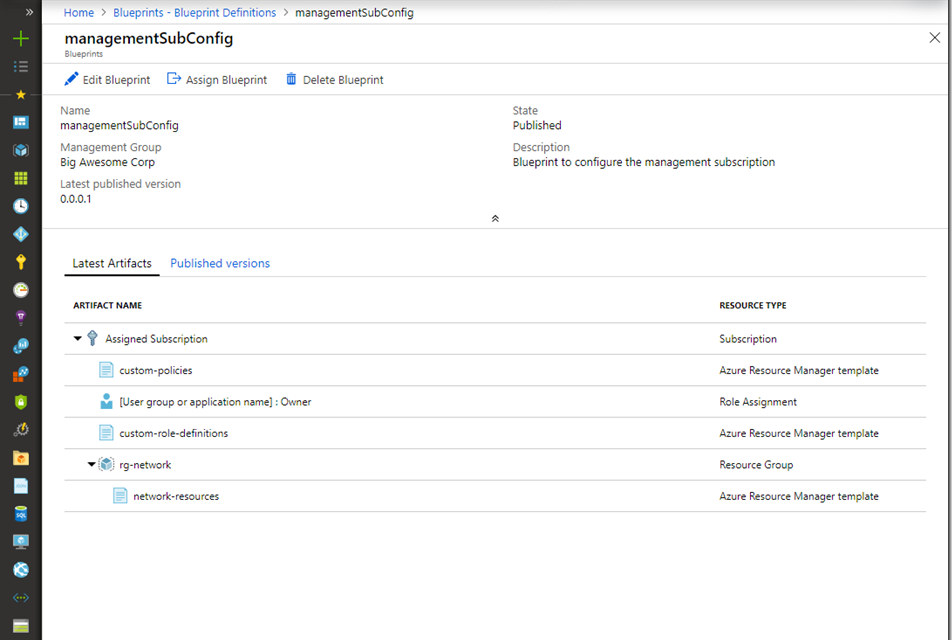 Home > Blueprints - Blueprint Definitions > managementSubConfig
managementSubConfig
Blueprints
Edit Blueprint Assign Blueprint Delete Blueprint
Name State
managementSubConfig Published
Management Group Description
Big Awesome Corp Blueprint to configure the management subscription
Latest published version
0.0.0.1
Latest Artifacts Published versions
ARTIFACT NAME RESOURCE TYPE
Assigned Subscription Subscription
custom-policies Azure Resource Manager template
[User group or application name] : Owner Role Assignment
custom-role-definitions Azure Resource Manager template
rg-network Resource Group
network-resources Azure Resource Manager template
SQL